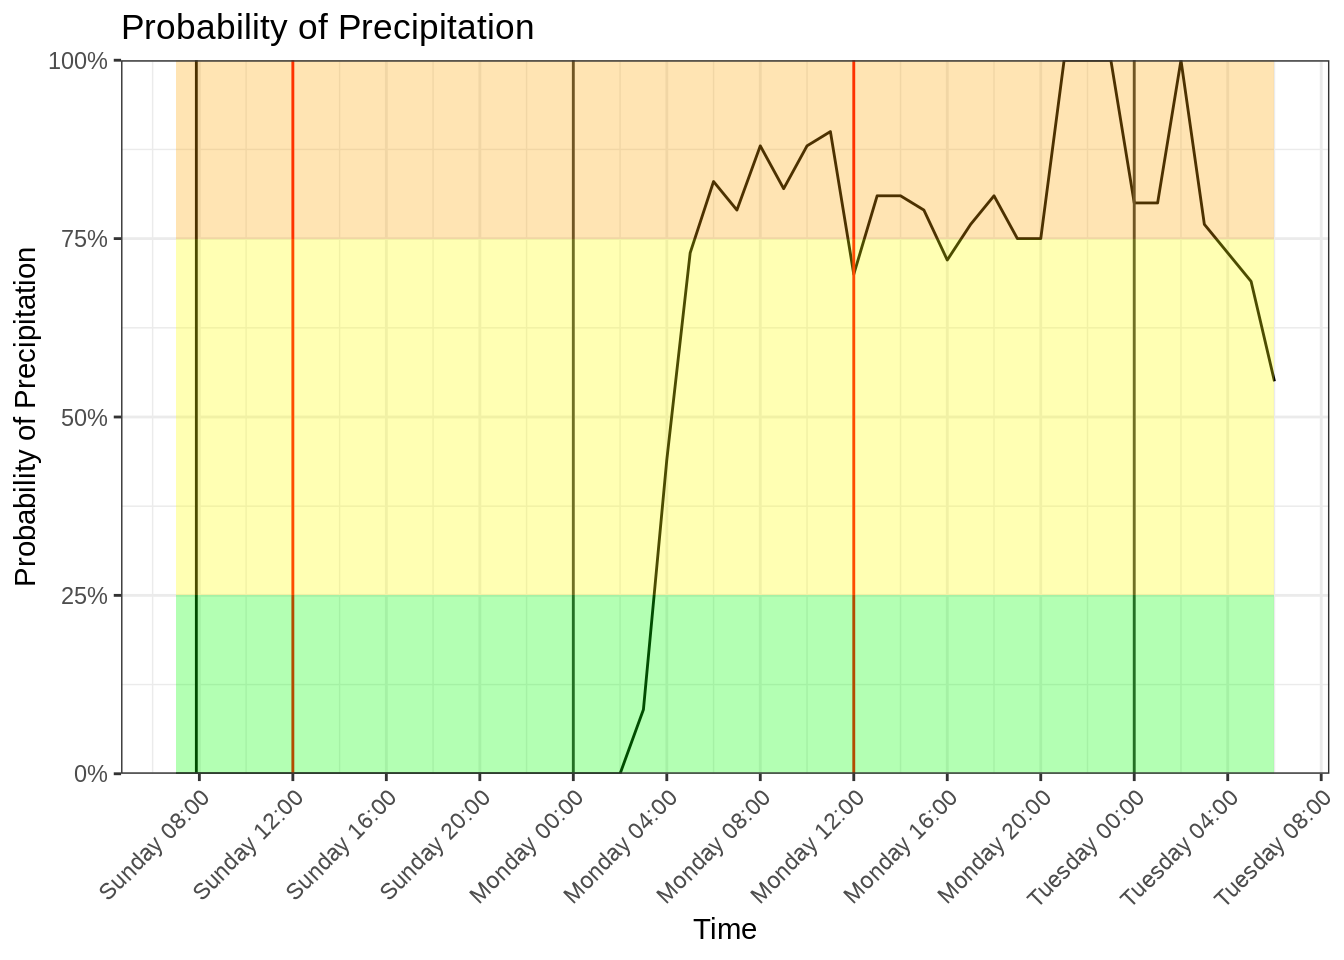 Probability of Precipitation
Probability of Precipitation
100%
75%
50%
25%
0%
Sunday 08:00
Sunday 12:00
Sunday 16:00
Sunday 20:00
Monday 00:00
Monday 04:00
Monday 08:00
Monday 12:00
Monday 16:00
Monday 20:00
Tuesday 00:00
Tuesday 04:00
Tuesday 08:00
Time